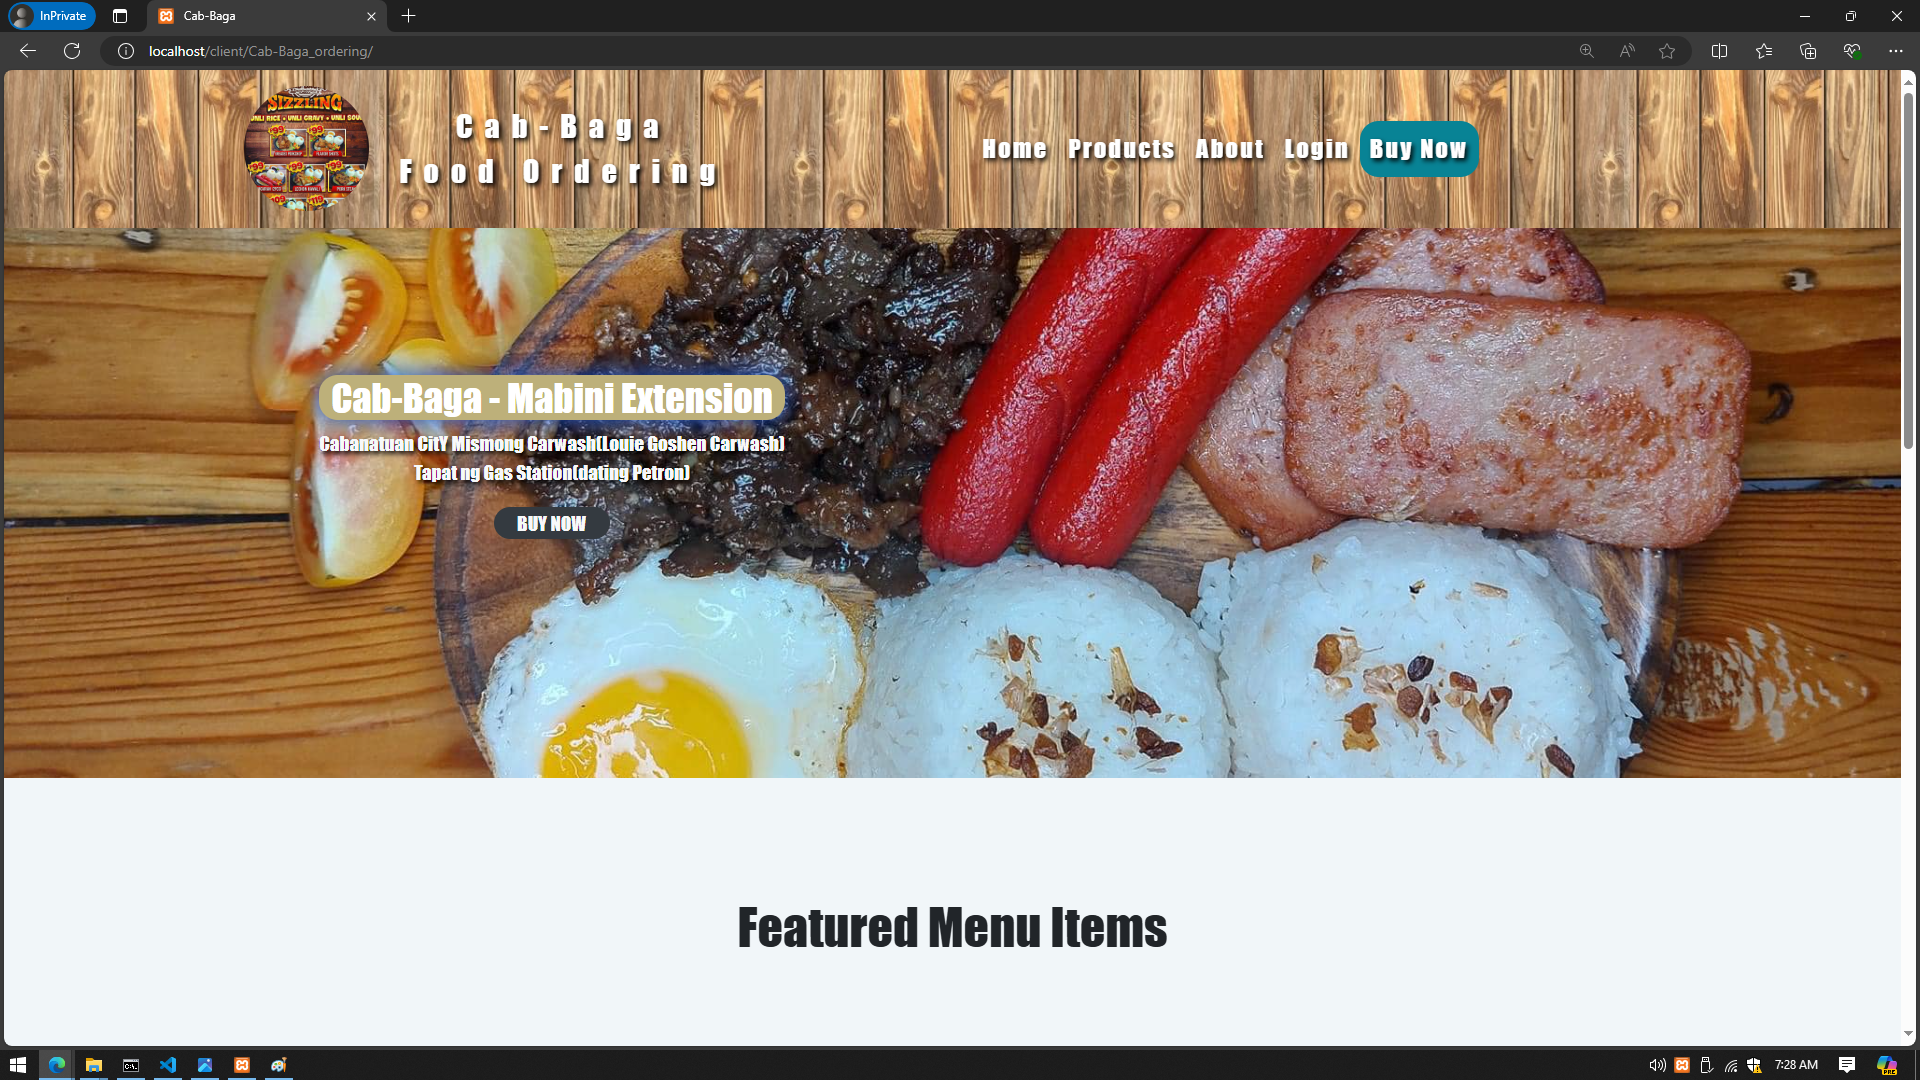 InPrivate
Cab-Baga
localhost/client/Cab-Baga_ordering/
SIZZLING
UNLI RICE • UNLI GRAVY • UNLI SOU
Cab-Baga
Food Ordering
Home Products About Login Buy Now
Cab-Baga - Mabini Extension
Cabanatuan CitY Mismong Carwash(Louie Goshen Carwash)
Tapat ng Gas Station(dating Petron)
BUY NOW
Featured Menu Items
7:28 AM